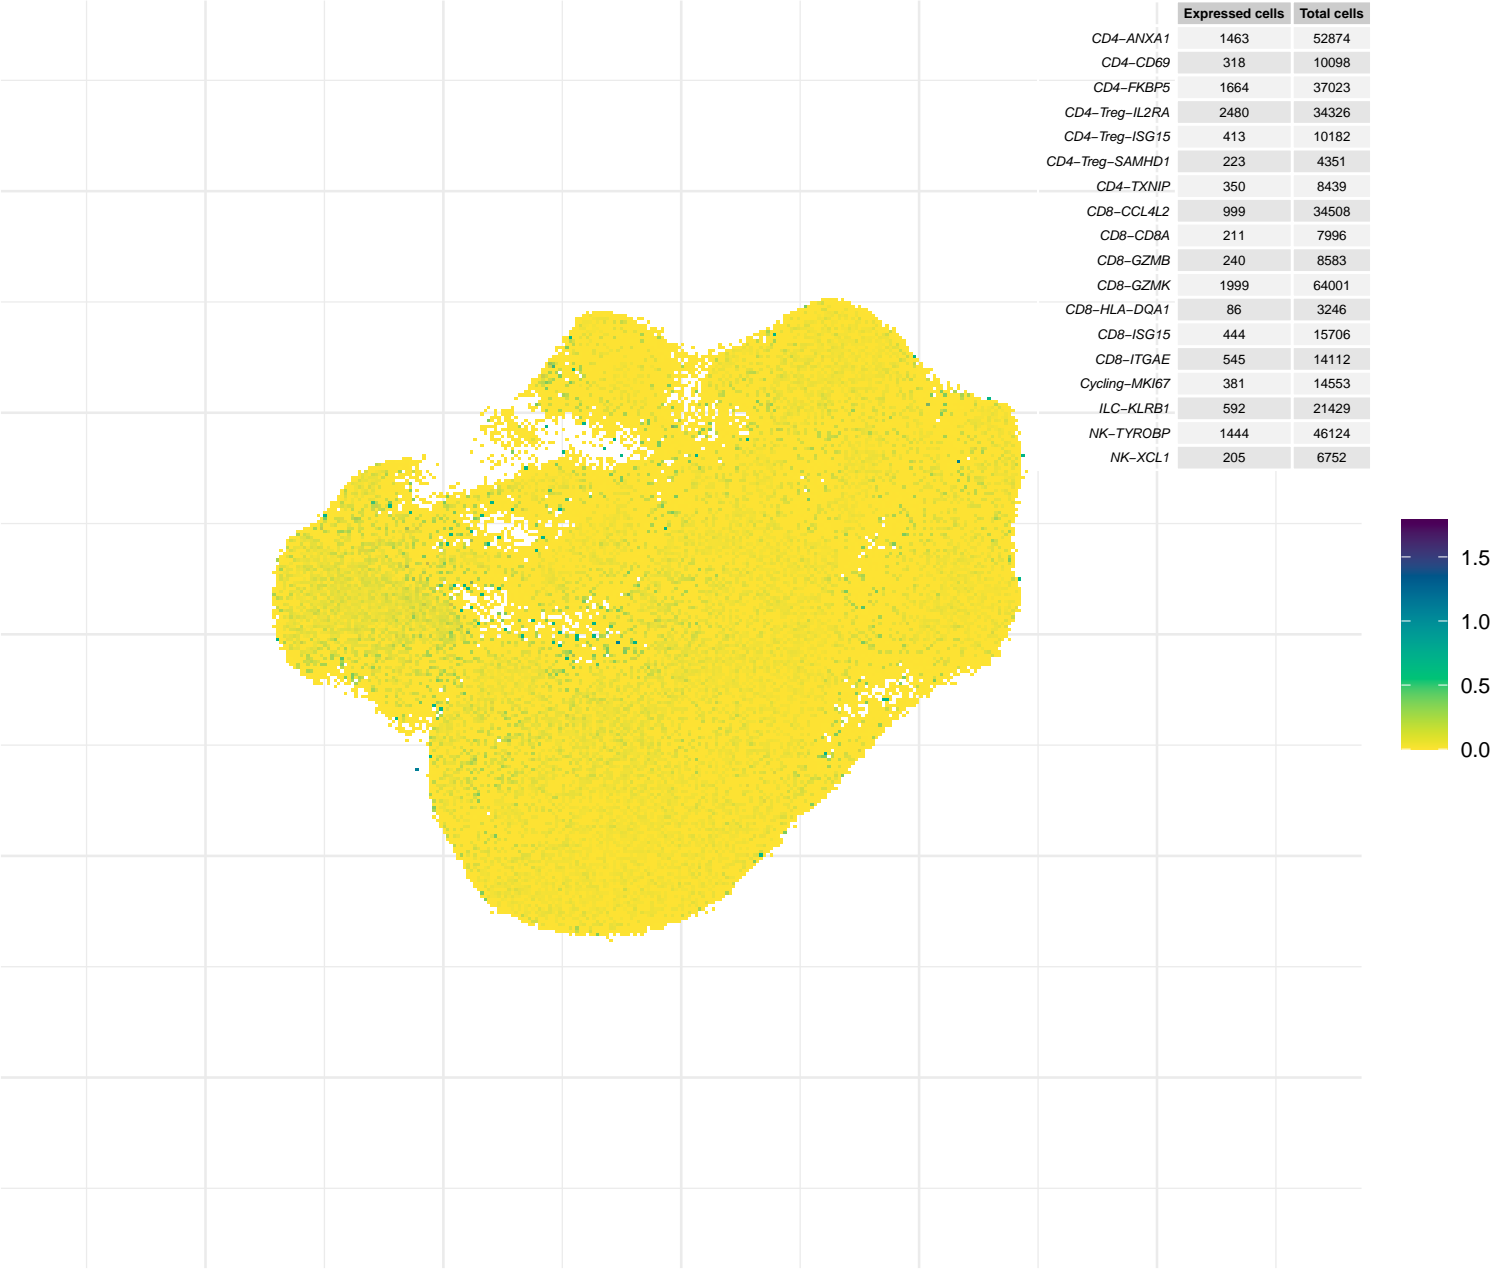 Expressed cells Total cells
CD4−ANXA1 1463 52874
CD4−CD69 318 10098
CD4−FKBP5 1664 37023
CD4−Treg−IL2RA 2480 34326
CD4−Treg−ISG15 413 10182
CD4−Treg−SAMHD1 223 4351
CD4−TXNIP 350 8439
CD8−CCL4L2 999 34508
CD8−CD8A 211 7996
CD8−GZMB 240 8583
CD8−GZMK 1999 64001
CD8−HLA−DQA1 86 3246
CD8−ISG15 444 15706
CD8−ITGAE 545 14112
Cycling−MKI67 381 14553
ILC−KLRB1 592 21429
NK−TYROBP 1444 46124
NK−XCL1 205 6752
1.5
1.0
0.5
0.0